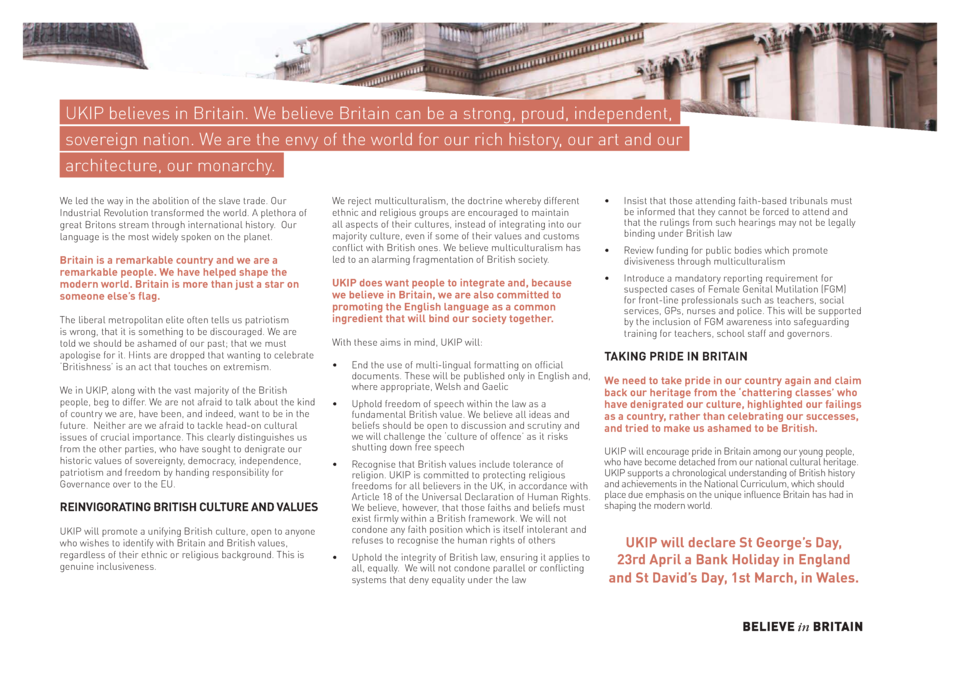 UKIP believes in Britain. We believe Britain can be a strong, proud, independent,
sovereign nation. We are the envy of the world for our rich history, our art and our
architecture, our monarchy.
We led the way in the abolition of the slave trade. Our
Industrial Revolution transformed the world. A plethora of
great Britons stream through international history. Our
language is the most widely spoken on the planet.
Britain is a remarkable country and we are a
remarkable people. We have helped shape the
modern world. Britain is more than just a star on
someone else's flag.
The liberal metropolitan elite often tells us patriotism
is wrong, that it is something to be discouraged. We are
told we should be ashamed of our past; that we must
apologise for it. Hints are dropped that wanting to celebrate
'Britishness' is an act that touches on extremism.
We in UKIP, along with the vast majority of the British
people, beg to differ. We are not afraid to talk about the kind
of country we are, have been, and indeed, want to be in the
future. Neither are we afraid to tackle head-on cultural
issues of crucial importance. This clearly distinguishes us
from the other parties, who have sought to denigrate our
historic values of sovereignty, democracy, independence,
patriotism and freedom by handing responsibility for
Governance over to the EU.
REINVIGORATING BRITISH CULTURE AND VALUES
UKIP will promote a unifying British culture, open to anyone
who wishes to identify with Britain and British values,
regardless of their ethnic or religious background. This is
genuine inclusiveness.
We reject multiculturalism, the doctrine whereby different
ethnic and religious groups are encouraged to maintain
all aspects of their cultures, instead of integrating into our
majority culture, even if some of their values and customs
conflict with British ones. We believe multiculturalism has
led to an alarming fragmentation of British society.
UKIP does want people to integrate and, because
we believe in Britain, we are also committed to
promoting the English language as a common
ingredient that will bind our society together.
With these aims in mind, UKIP will:
• End the use of multi-lingual formatting on official
documents. These will be published only in English and,
where appropriate, Welsh and Gaelic
• Uphold freedom of speech within the law as a
fundamental British value. We believe all ideas and
beliefs should be open to discussion and scrutiny and
we will challenge the 'culture of offence' as it risks
shutting down free speech
• Recognise that British values include tolerance of
religion. UKIP is committed to protecting religious
freedoms for all believers in the UK, in accordance with
Article 18 of the Universal Declaration of Human Rights.
We believe, however, that those faiths and beliefs must
exist firmly within a British framework. We will not
condone any faith position which is itself intolerant and
refuses to recognise the human rights of others
• Uphold the integrity of British law, ensuring it applies to
all, equally. We will not condone parallel or conflicting
systems that deny equality under the law
• Insist that those attending faith-based tribunals must
be informed that they cannot be forced to attend and
that the rulings from such hearings may not be legally
binding under British law
• Review funding for public bodies which promote
divisiveness through multiculturalism
• Introduce a mandatory reporting requirement for
suspected cases of Female Genital Mutilation (FGM)
for front-line professionals such as teachers, social
services, GPs, nurses and police. This will be supported
by the inclusion of FGM awareness into safeguarding
training for teachers, school staff and governors.
TAKING PRIDE IN BRITAIN
We need to take pride in our country again and claim
back our heritage from the 'chattering classes' who
have denigrated our culture, highlighted our failings
as a country, rather than celebrating our successes,
and tried to make us ashamed to be British.
UKIP will encourage pride in Britain among our young people,
who have become detached from our national cultural heritage.
UKIP supports a chronological understanding of British history
and achievements in the National Curriculum, which should
place due emphasis on the unique influence Britain has had in
shaping the modern world.
UKIP will declare St George's Day,
23rd April a Bank Holiday in England
and St David's Day, 1st March, in Wales.
BELIEVE in BRITAIN